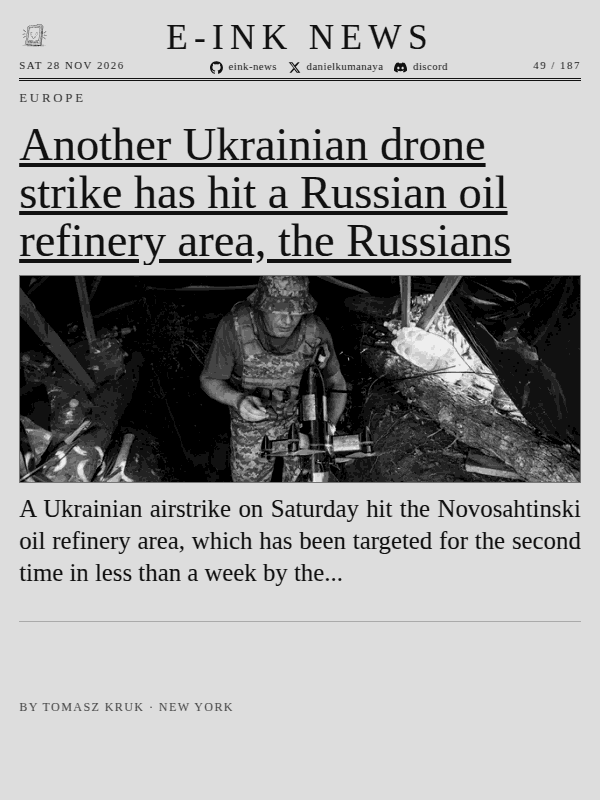 E-INK NEWS
SAT 28 NOV 2026
eink-news
danielkumanaya
discord
49 / 187
EUROPE
Another Ukrainian drone
strike has hit a Russian oil
refinery area, the Russians
A Ukrainian airstrike on Saturday hit the Novosahtinski
oil refinery area, which has been targeted for the second
time in less than a week by the...
BY TOMASZ KRUK · NEW YORK